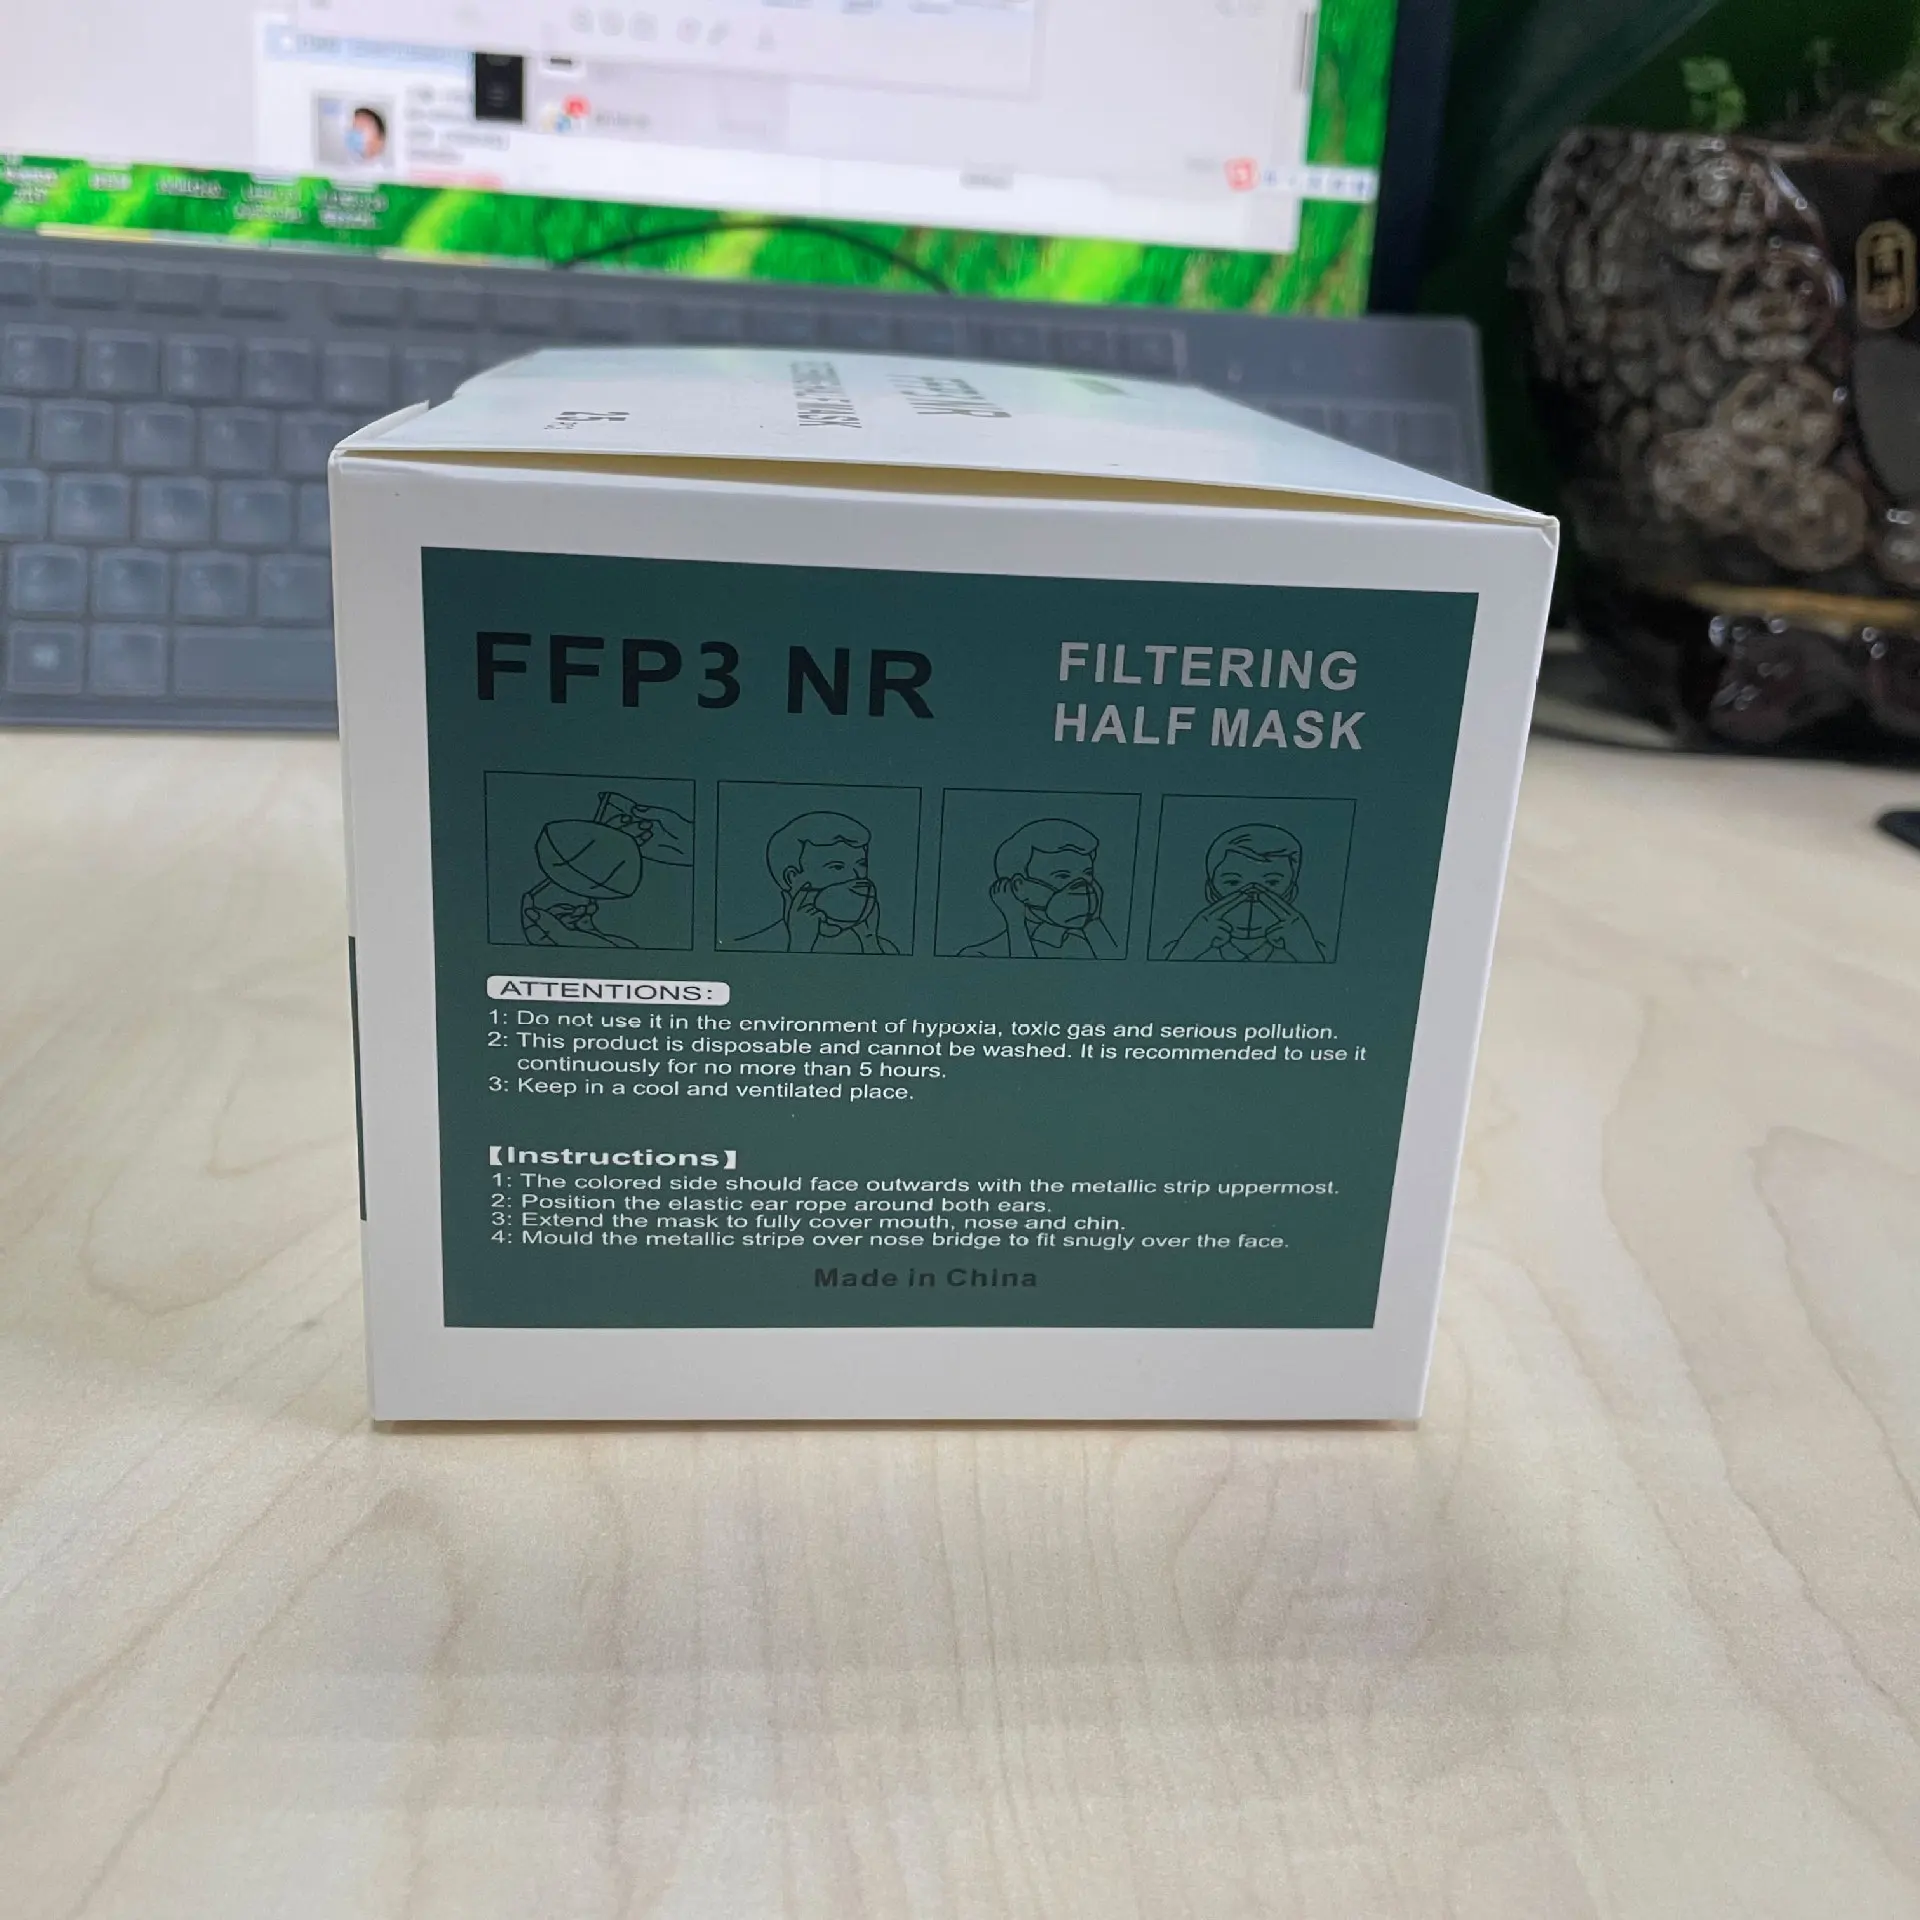 25 PCS
FFP3 NR
FILTERING
HALF MASK
ATTENTIONS:
1: Do not use it in the environment of hypoxia, toxic gas and serious pollution.
2: This product is disposable and cannot be washed. It is recommended to use it
continuously for no more than 5 hours.
3: Keep in a cool and ventilated place.
【Instructions】
1: The colored side should face outwards with the metallic strip uppermost.
2: Position the elastic ear rope around both ears.
3: Extend the mask to fully cover mouth, nose and chin.
4: Mould the metallic stripe over nose bridge to fit snugly over the face.
Made in China